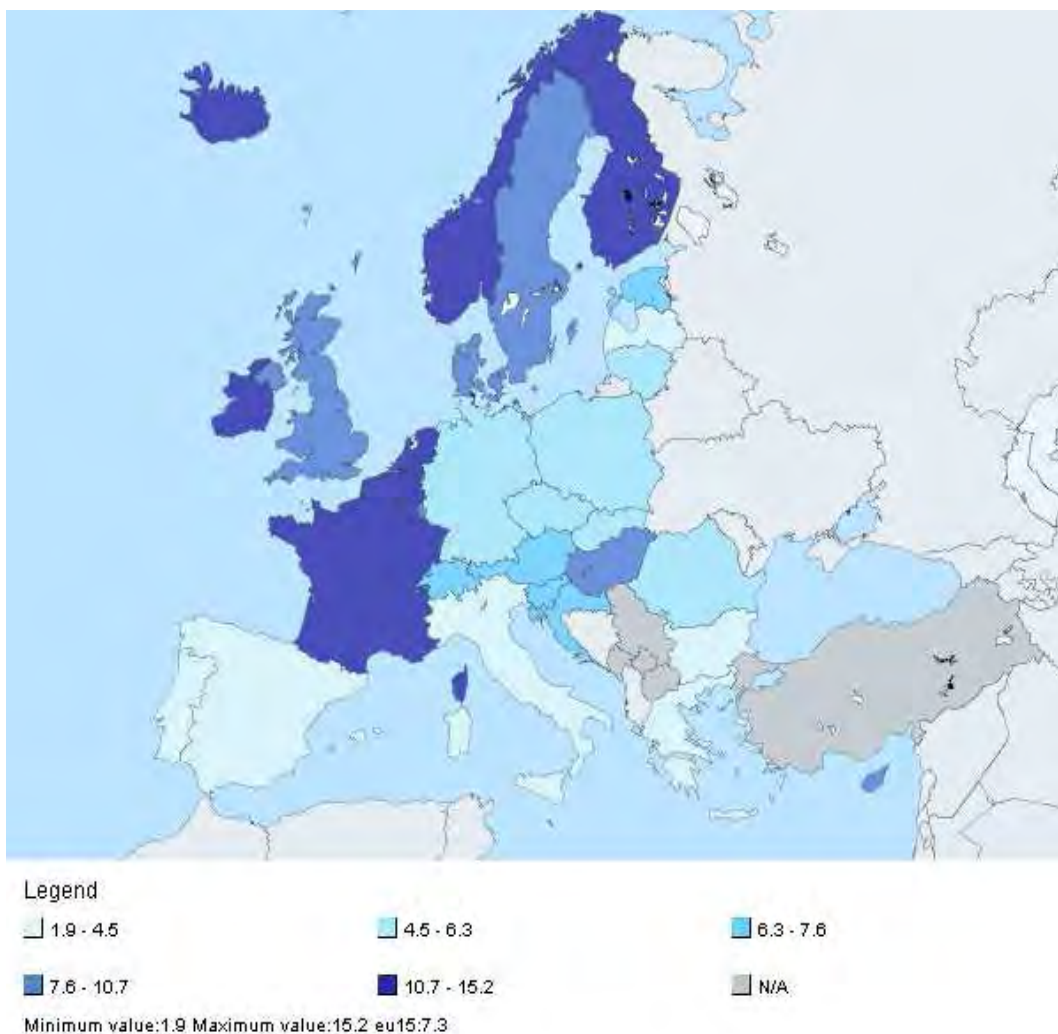 Legend
1.9 - 4.5 4.5 - 6.3 6.3 - 7.6
7.6 - 10.7 10.7 - 15.2 N/A
Minimum value:1.9 Maximum value:15.2 eu15:7.3